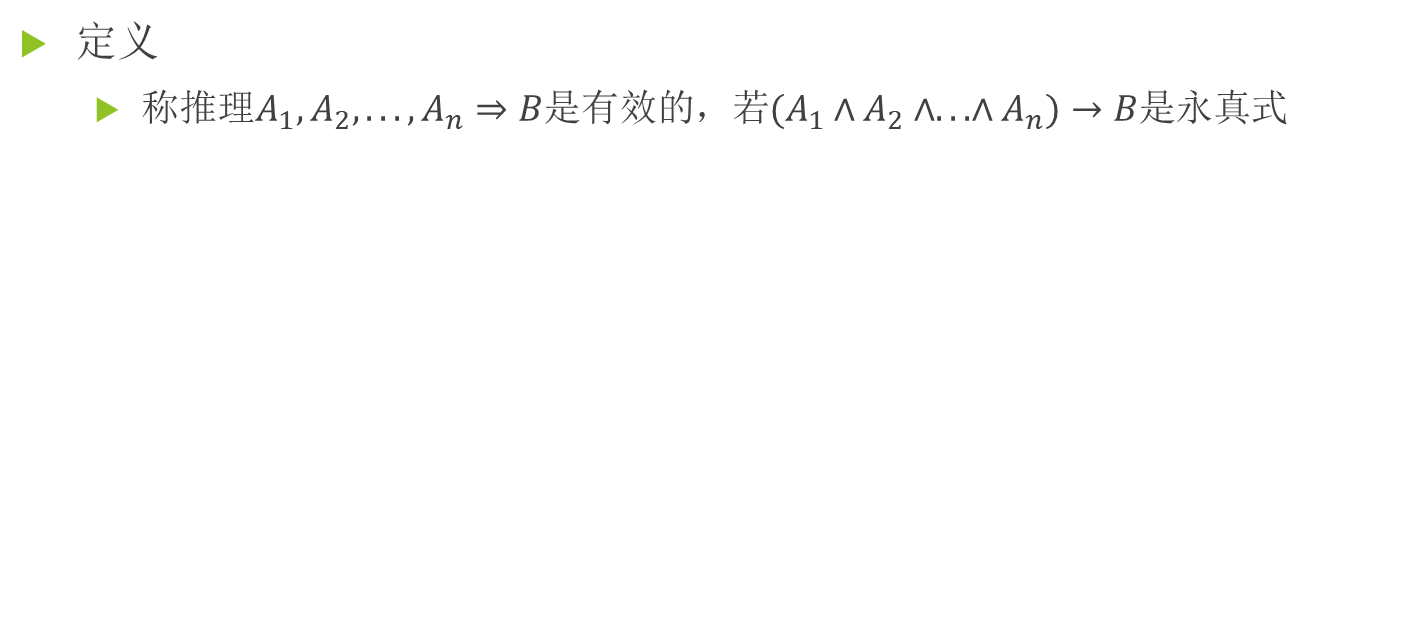 定义
称推理A₁, A₂, …, Aₙ ⇒ B是有效的，若(A₁ ∧ A₂ ∧…∧ Aₙ) → B是永真式